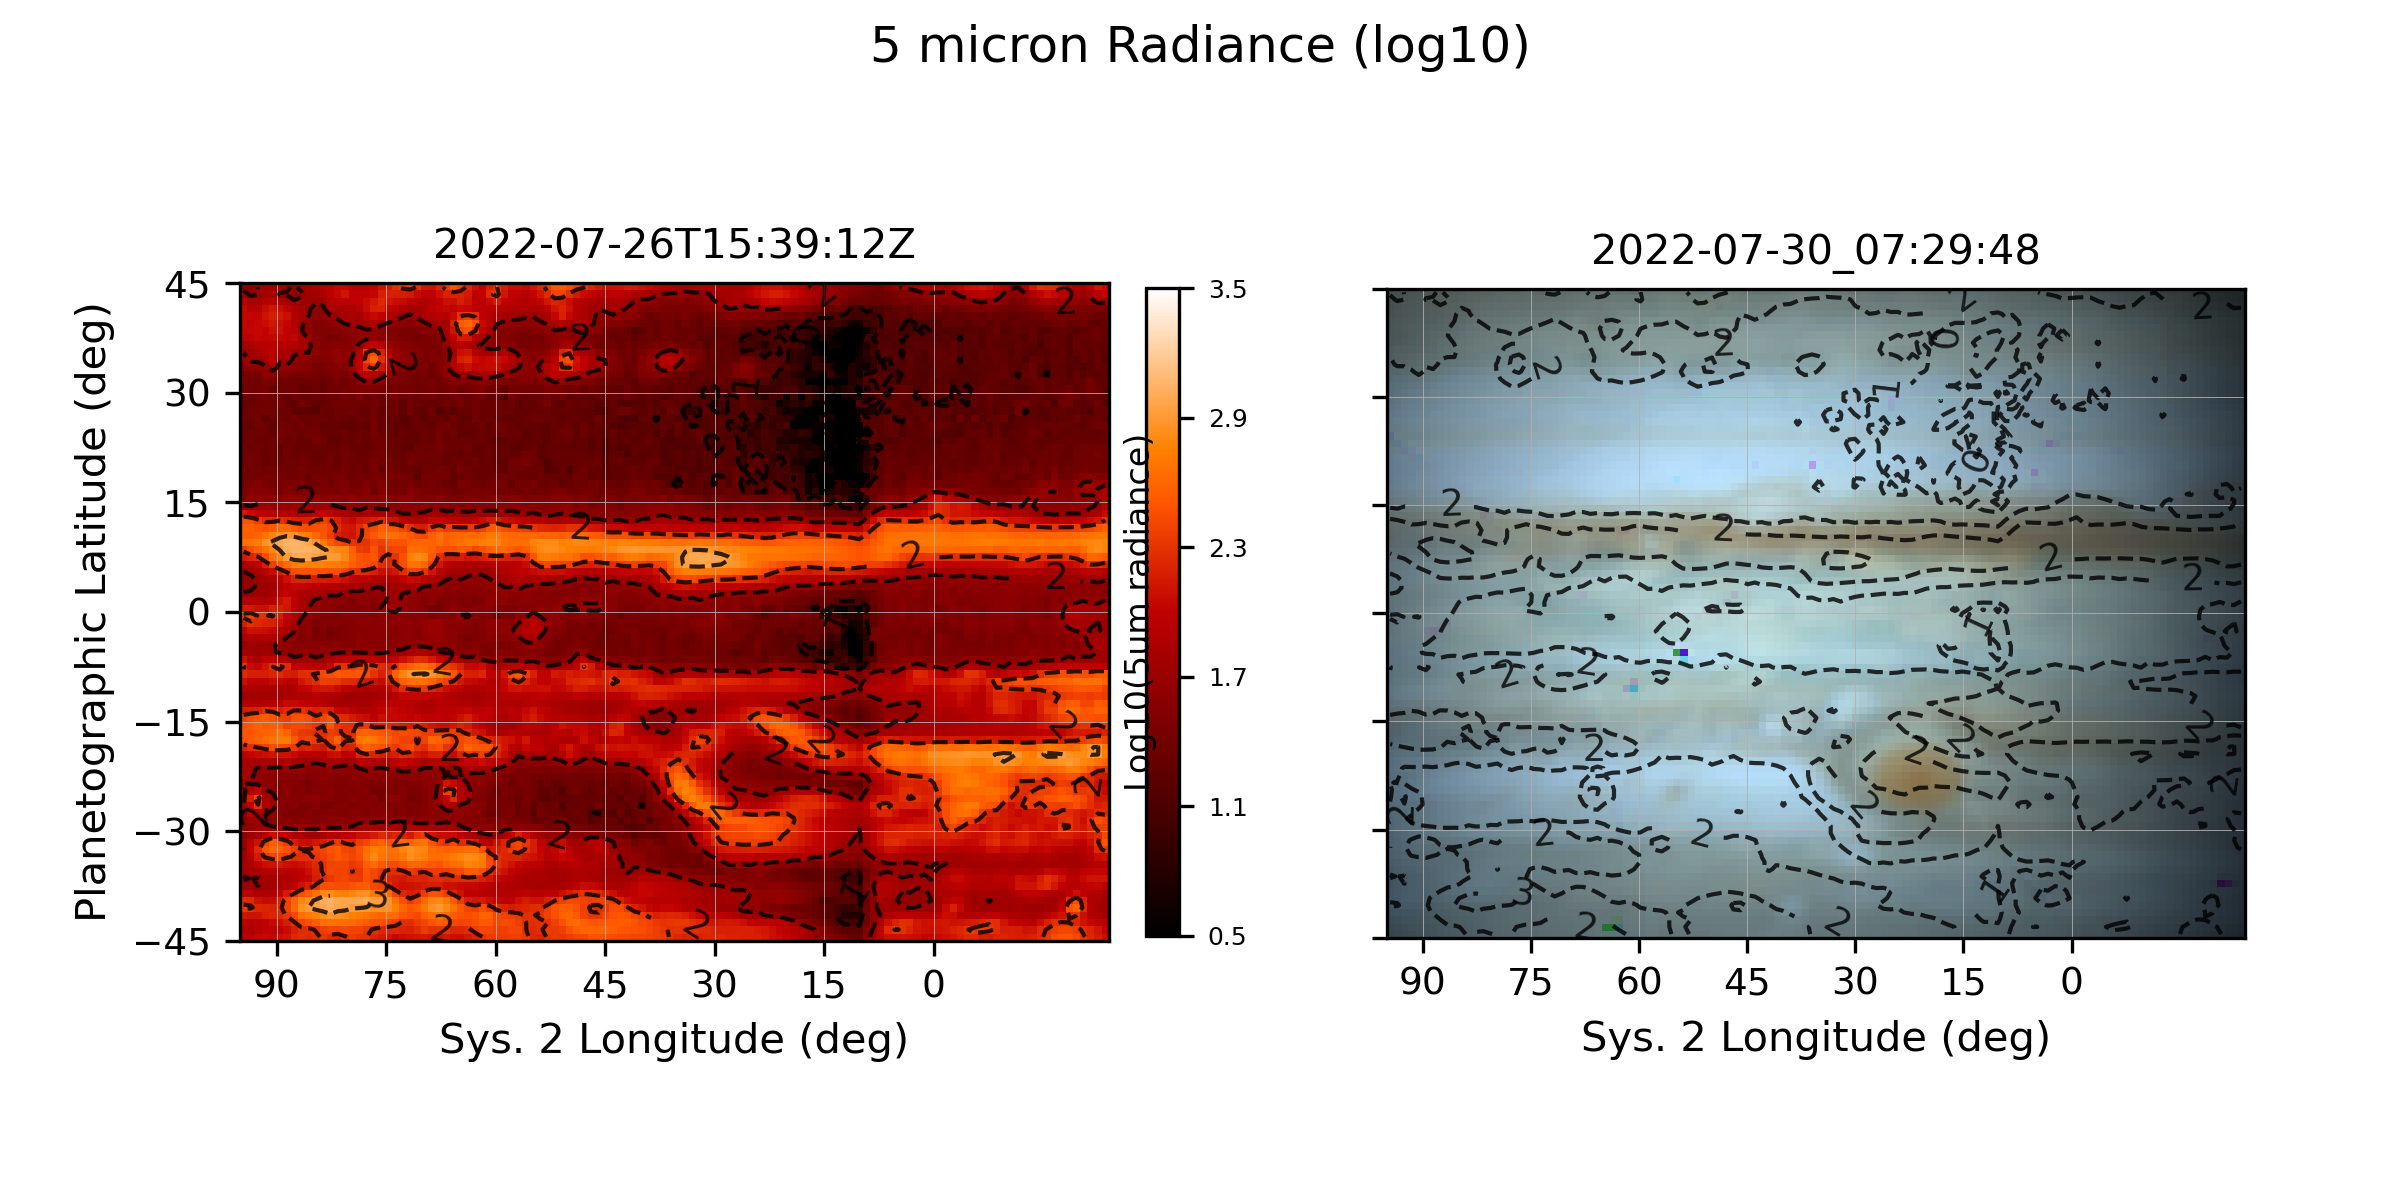 5 micron Radiance (log10)
2022-07-26T15:39:12Z
2022-07-30_07:29:48
Planetographic Latitude (deg)
45
30
15
0
−15
−30
−45
90 75 60 45 30 15 0
Sys. 2 Longitude (deg)
Log10(5um radiance)
3.5
2.9
2.3
1.7
1.1
0.5
90 75 60 45 30 15 0
Sys. 2 Longitude (deg)